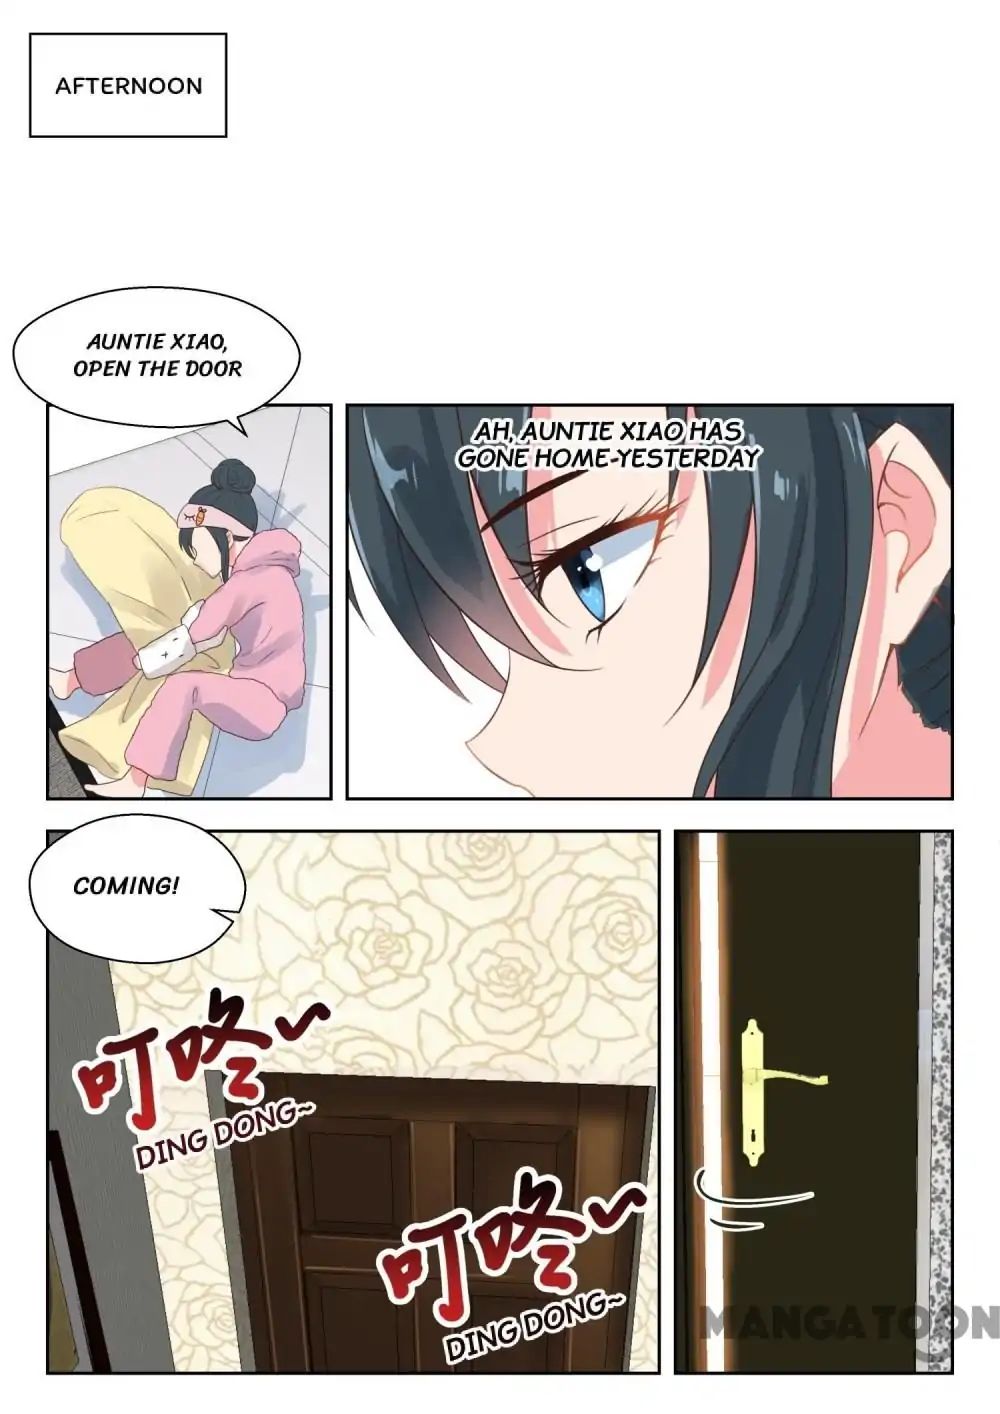 AFTERNOON
AUNTIE XIAO,
OPEN THE DOOR
AH, AUNTIE XIAO HAS
GONE HOME YESTERDAY
COMING!
叮咚~
DING DONG~
叮咚~
DING DONG~
MANGATOON